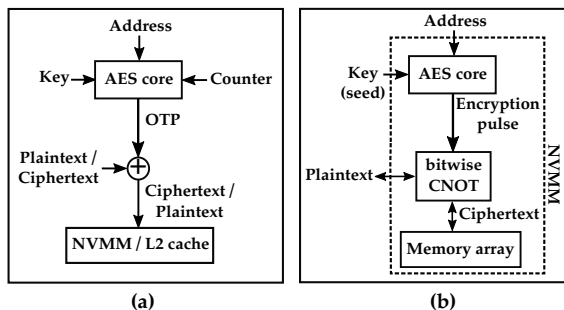 Address
Key
AES core
Counter
OTP
Plaintext /
Ciphertext
Ciphertext /
Plaintext
NVMM / L2 cache
(a)
Address
Key
(seed)
AES core
Encryption
pulse
Plaintext
bitwise
CNOT
NVMM
Ciphertext
Memory array
(b)